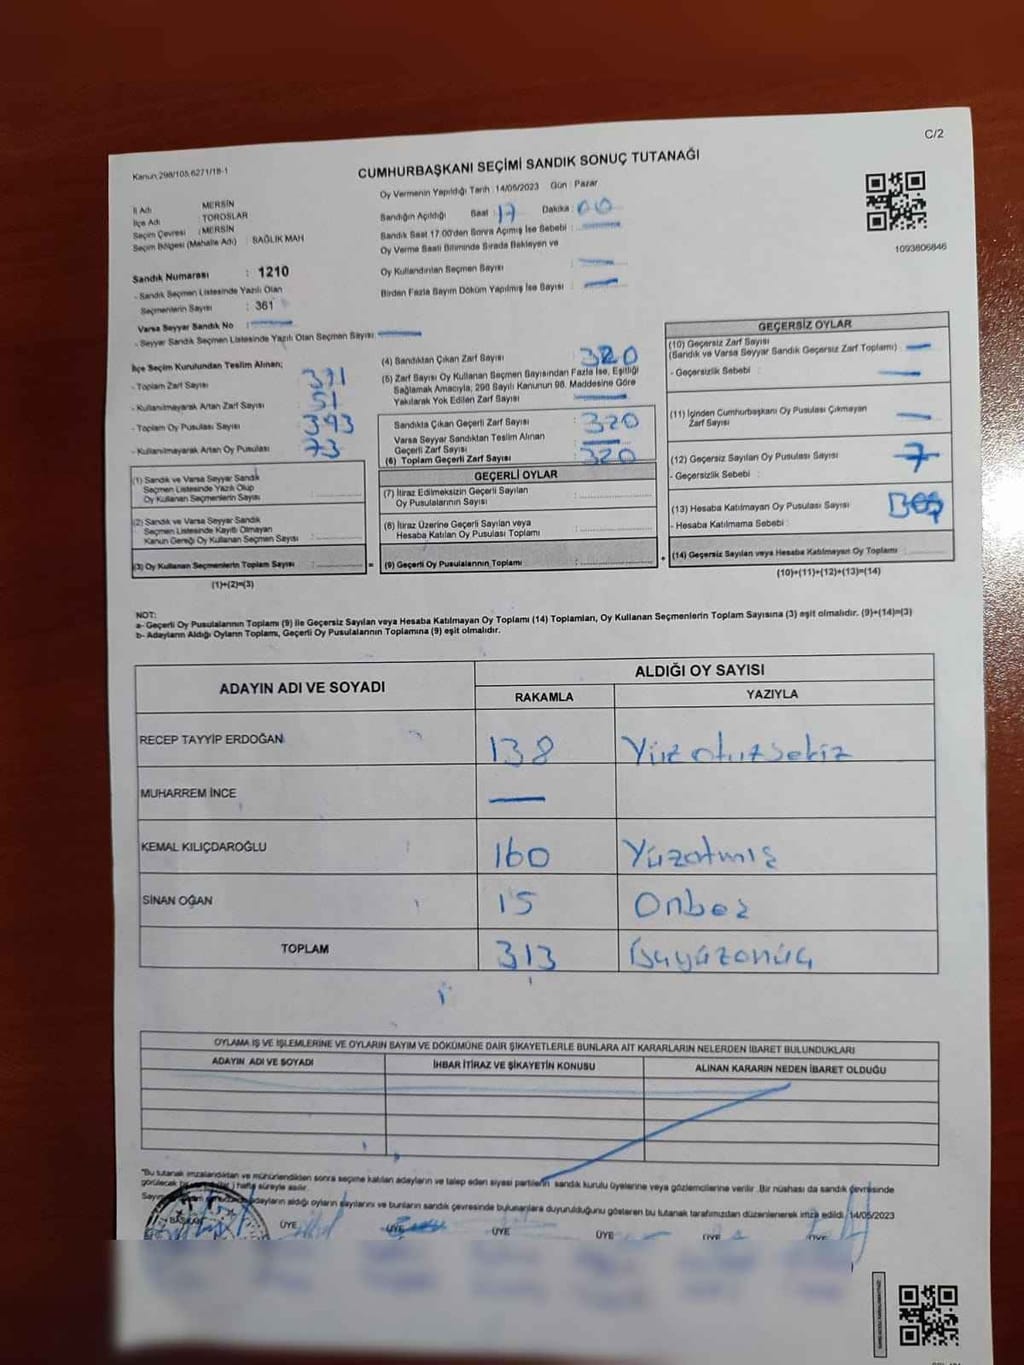 C/2
Kanun;298/105,6271/18-1
CUMHURBAŞKANI SEÇİMİ SANDIK SONUÇ TUTANAĞI
İl Adı : MERSİN
İlçe Adı : TOROSLAR
Seçim Çevresi : MERSİN
Seçim Bölgesi (Mahalle Adı) : SAĞLIK MAH
Sandık Numarası : 1210
- Sandık Seçmen Listesinde Yazılı Olan
Seçmenlerin Sayısı : 361
Varsa Seyyar Sandık No :
- Seyyar Sandık Seçmen Listesinde Yazılı Olan Seçmen Sayısı :
Oy Vermenin Yapıldığı Tarih : 14/05/2023 Gün : Pazar
Sandığın Açıldığı Saat : 17 Dakika : 00
Sandık Saat 17.00'den Sonra Açılmış İse Sebebi :
Oy Verme Saati Bitiminde Sırada Bekleyen ve
Oy Kullandırılan Seçmen Sayısı :
Birden Fazla Sayım Döküm Yapılmış İse Sayısı :
1093806846
İlçe Seçim Kurulundan Teslim Alınan;
- Toplam Zarf Sayısı : 371
- Kullanılmayarak Artan Zarf Sayısı : 51
- Toplam Oy Pusulası Sayısı : 393
- Kullanılmayarak Artan Oy Pusulası : 73
(4) Sandıktan Çıkan Zarf Sayısı : 320
(5) Zarf Sayısı Oy Kullanan Seçmen Sayısından Fazla İse, Eşitliği
Sağlamak Amacıyla, 298 Sayılı Kanunun 98. Maddesine Göre
Yakılarak Yok Edilen Zarf Sayısı :
Sandıkta Çıkan Geçerli Zarf Sayısı : 320
Varsa Seyyar Sandıktan Teslim Alınan
Geçerli Zarf Sayısı :
(6) Toplam Geçerli Zarf Sayısı : 320
GEÇERSİZ OYLAR
(10) Geçersiz Zarf Sayısı
(Sandık ve Varsa Seyyar Sandık Geçersiz Zarf Toplamı) :
- Geçersizlik Sebebi :
(11) İçinden Cumhurbaşkanı Oy Pusulası Çıkmayan
Zarf Sayısı :
(12) Geçersiz Sayılan Oy Pusulası Sayısı : 7
- Geçersizlik Sebebi :
(13) Hesaba Katılmayan Oy Pusulası Sayısı :
- Hesaba Katılmama Sebebi :
(14) Geçersiz Sayılan veya Hesaba Katılmayan Oy Toplamı :
(10)+(11)+(12)+(13)=(14)
(1) Sandık ve Varsa Seyyar Sandık
Seçmen Listesinde Yazılı Olup
Oy Kullanan Seçmenlerin Sayısı :
(2) Sandık ve Varsa Seyyar Sandık
Seçmen Listesinde Kayıtlı Olmayan
Kanun Gereği Oy Kullanan Seçmen Sayısı :
(3) Oy Kullanan Seçmenlerin Toplam Sayısı :
(1)+(2)=(3)
GEÇERLİ OYLAR
(7) İtiraz Edilmeksizin Geçerli Sayılan
Oy Pusulalarının Sayısı :
(8) İtiraz Üzerine Geçerli Sayılan veya
Hesaba Katılan Oy Pusulası Toplamı :
(9) Geçerli Oy Pusulalarının Toplamı :
NOT:
a- Geçerli Oy Pusulalarının Toplamı (9) ile Geçersiz Sayılan veya Hesaba Katılmayan Oy Toplamı (14) Toplamları, Oy Kullanan Seçmenlerin Toplam Sayısına (3) eşit olmalıdır. (9)+(14)=(3)
b- Adayların Aldığı Oyların Toplamı, Geçerli Oy Pusulalarının Toplamına (9) eşit olmalıdır.
ADAYIN ADI VE SOYADI ALDIĞI OY SAYISI
RAKAMLA YAZIYLA
RECEP TAYYİP ERDOĞAN 138 Yüzotuzsekiz
MUHARREM İNCE
KEMAL KILIÇDAROĞLU 160 Yüzatmış
SİNAN OĞAN 15 Onbeş
TOPLAM 313 Üçyüzonüç
OYLAMA İŞ VE İŞLEMLERİNE VE OYLARIN SAYIM VE DÖKÜMÜNE DAİR ŞİKAYETLERLE BUNLARA AİT KARARLARIN NELERDEN İBARET BULUNDUKLARI
ADAYIN ADI VE SOYADI İHBAR İTİRAZ VE ŞİKAYETİN KONUSU ALINAN KARARIN NEDEN İBARET OLDUĞU
"Bu tutanak imzalandıktan ve mühürlendikten sonra seçime katılan adayların ve talep eden siyasi partilerin sandık kurulu üyelerine veya gözlemcilerine verilir .Bir nüshası da sandık çevresinde
görülecek bir hafta süreyle asılır.
adayların aldığı oyların sayılarını ve bunların sandık çevresinde bulunanlara duyurulduğunu gösteren bu tutanak tarafımızdan düzenlenerek imza edildi. 14/05/2023
BAŞKAN ÜYE ÜYE ÜYE ÜYE ÜYE ÜYE